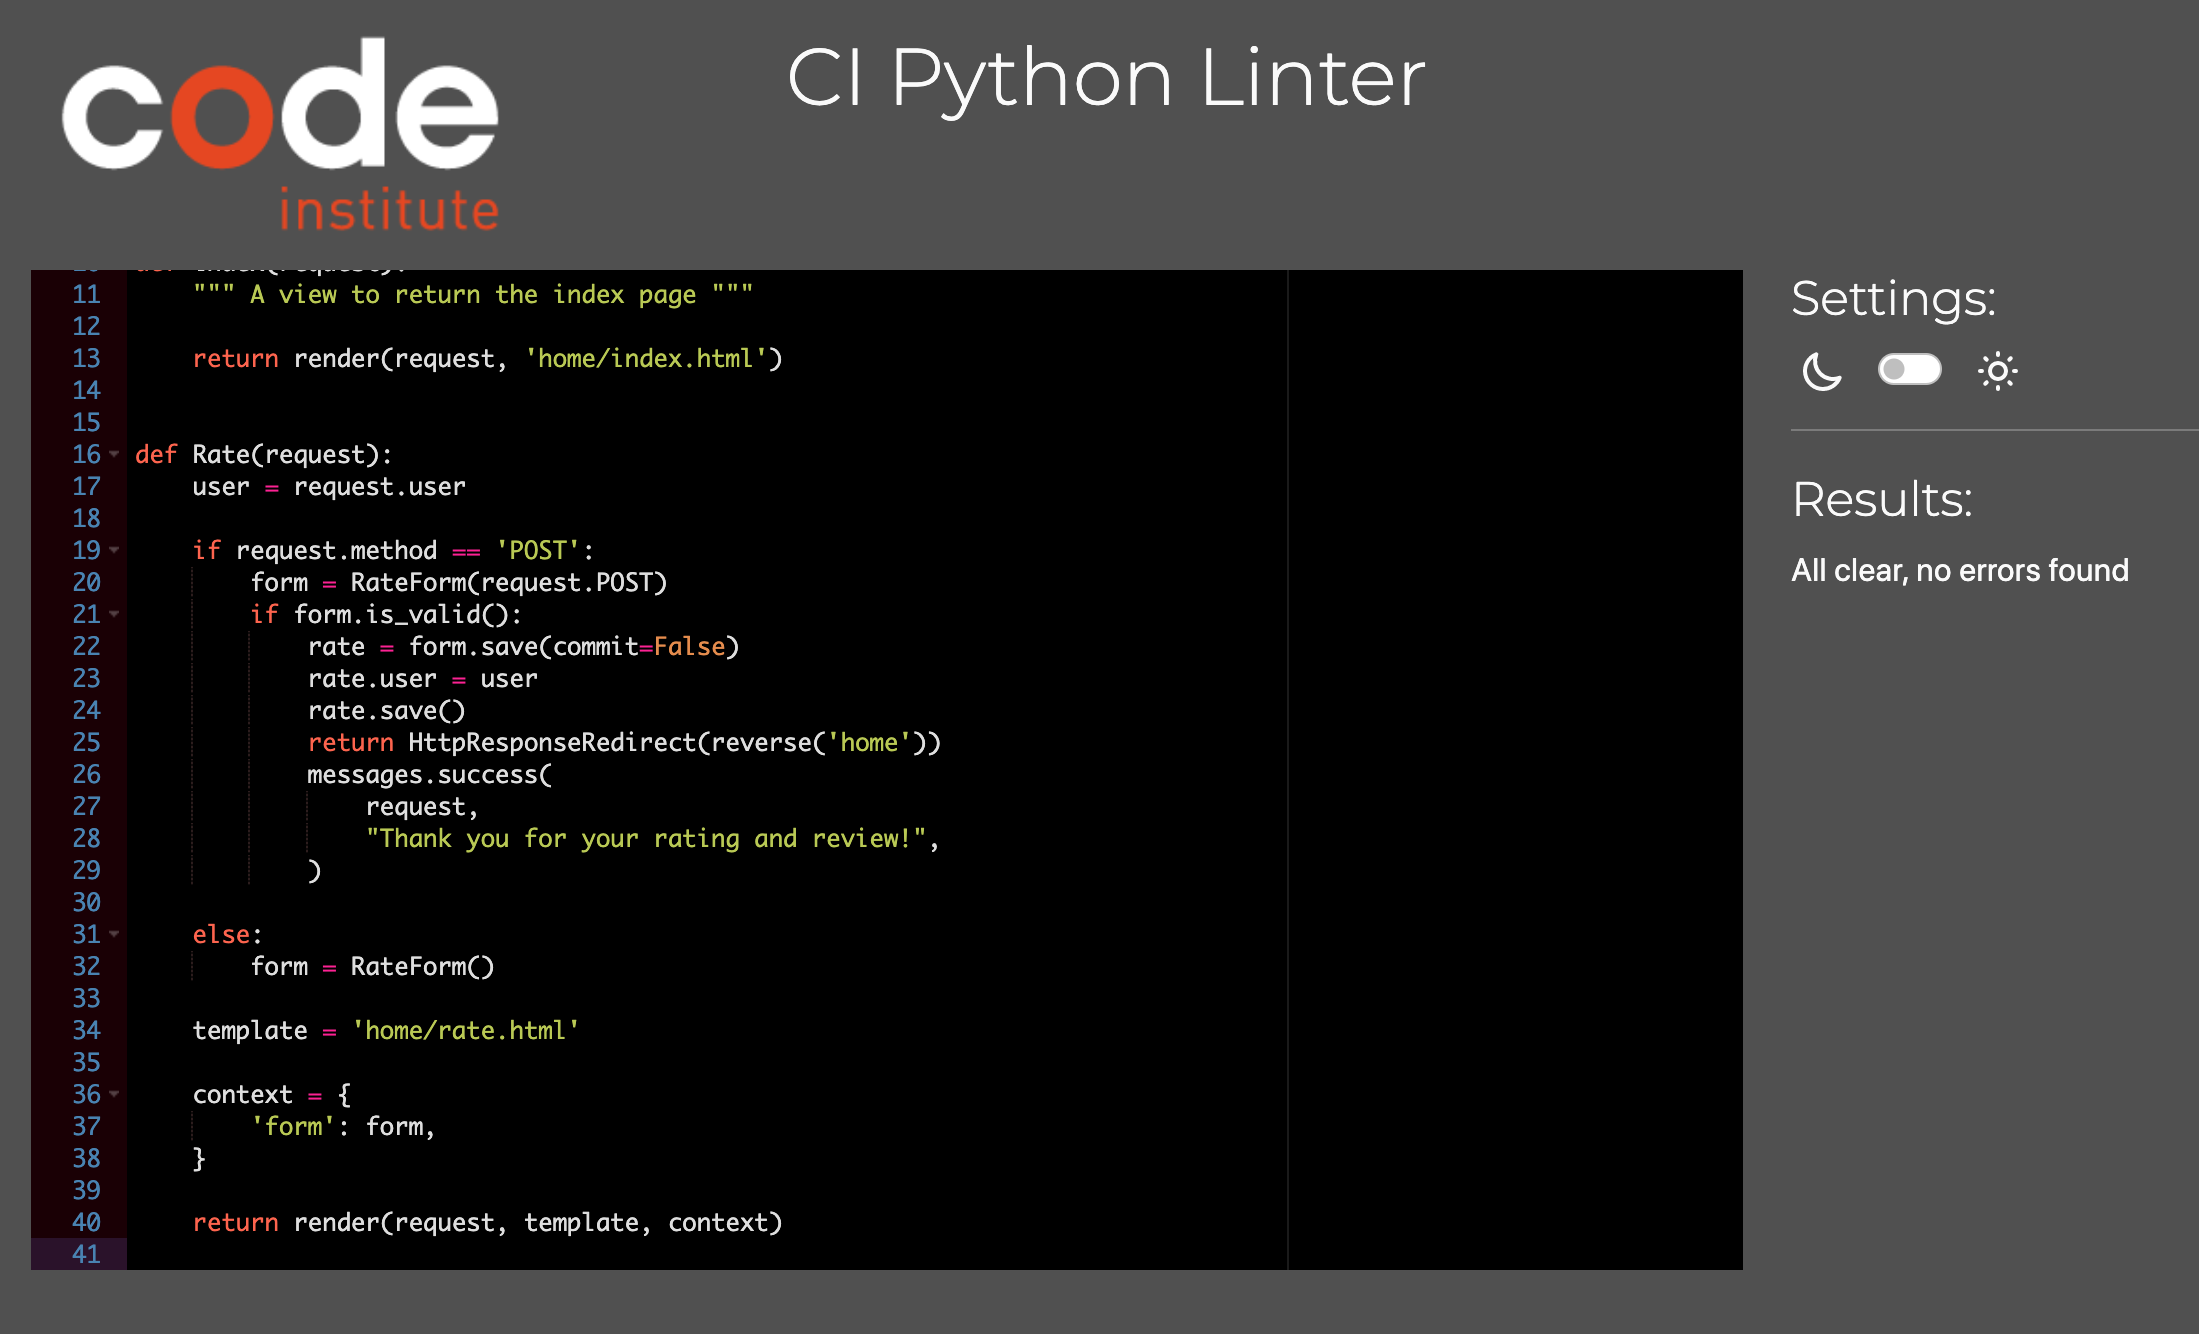 code
institute
CI Python Linter
11     """ A view to return the index page """
12
13     return render(request, 'home/index.html')
14
15
16 def Rate(request):
17     user = request.user
18
19     if request.method == 'POST':
20         form = RateForm(request.POST)
21         if form.is_valid():
22             rate = form.save(commit=False)
23             rate.user = user
24             rate.save()
25             return HttpResponseRedirect(reverse('home'))
26             messages.success(
27                 request,
28                 "Thank you for your rating and review!",
29             )
30
31     else:
32         form = RateForm()
33
34     template = 'home/rate.html'
35
36     context = {
37         'form': form,
38     }
39
40     return render(request, template, context)
41
Settings:
Results:
All clear, no errors found